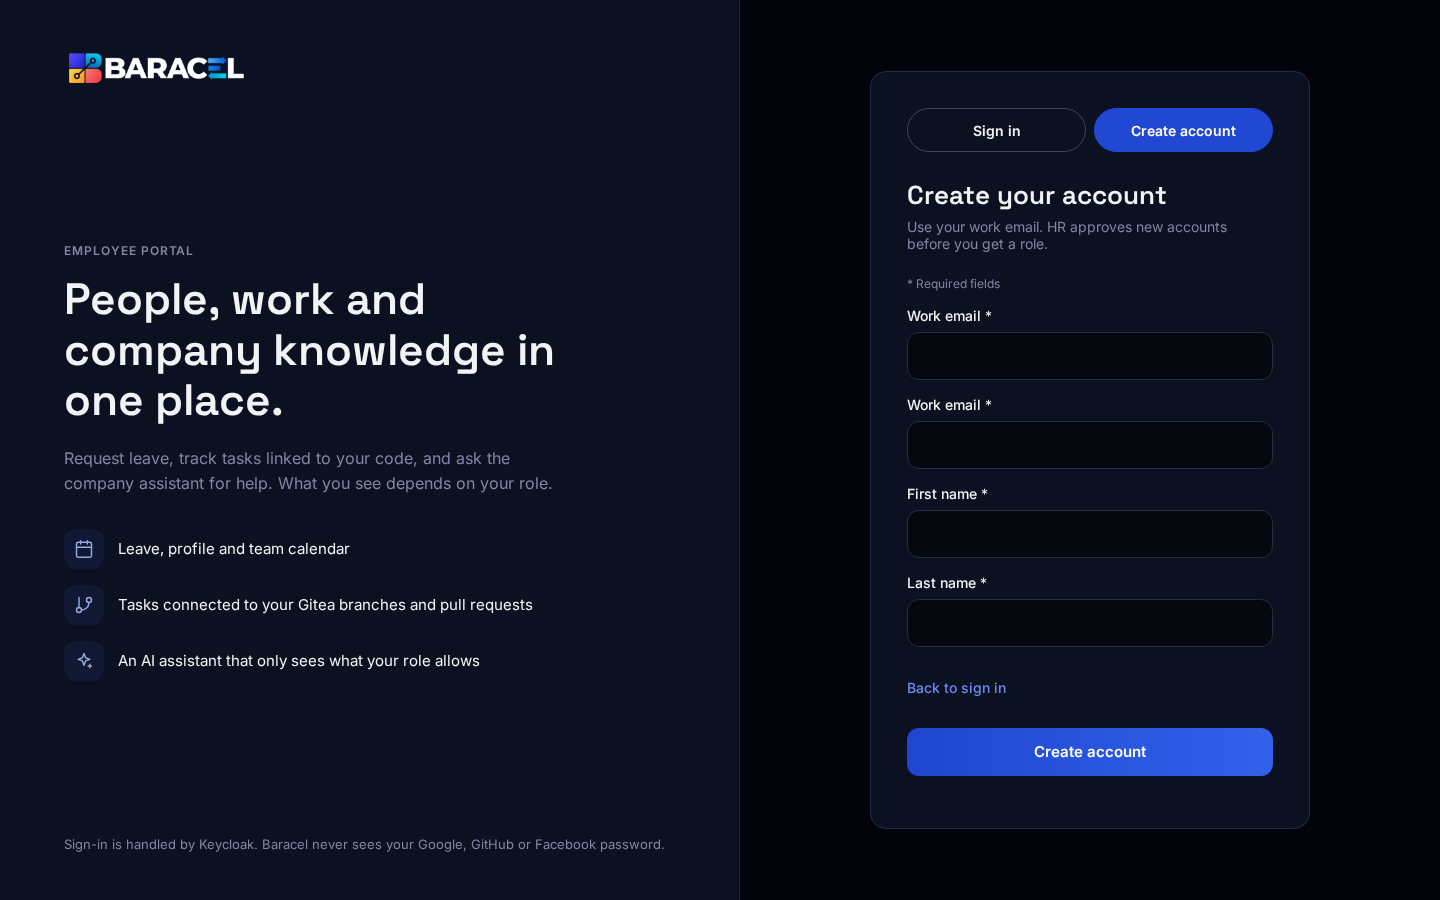 BARACEL
EMPLOYEE PORTAL
People, work and
company knowledge in
one place.
Request leave, track tasks linked to your code, and ask the
company assistant for help. What you see depends on your role.
Leave, profile and team calendar
Tasks connected to your Gitea branches and pull requests
An AI assistant that only sees what your role allows
Sign-in is handled by Keycloak. Baracel never sees your Google, GitHub or Facebook password.
Sign in
Create account
Create your account
Use your work email. HR approves new accounts
before you get a role.
* Required fields
Work email *
Work email *
First name *
Last name *
Back to sign in
Create account